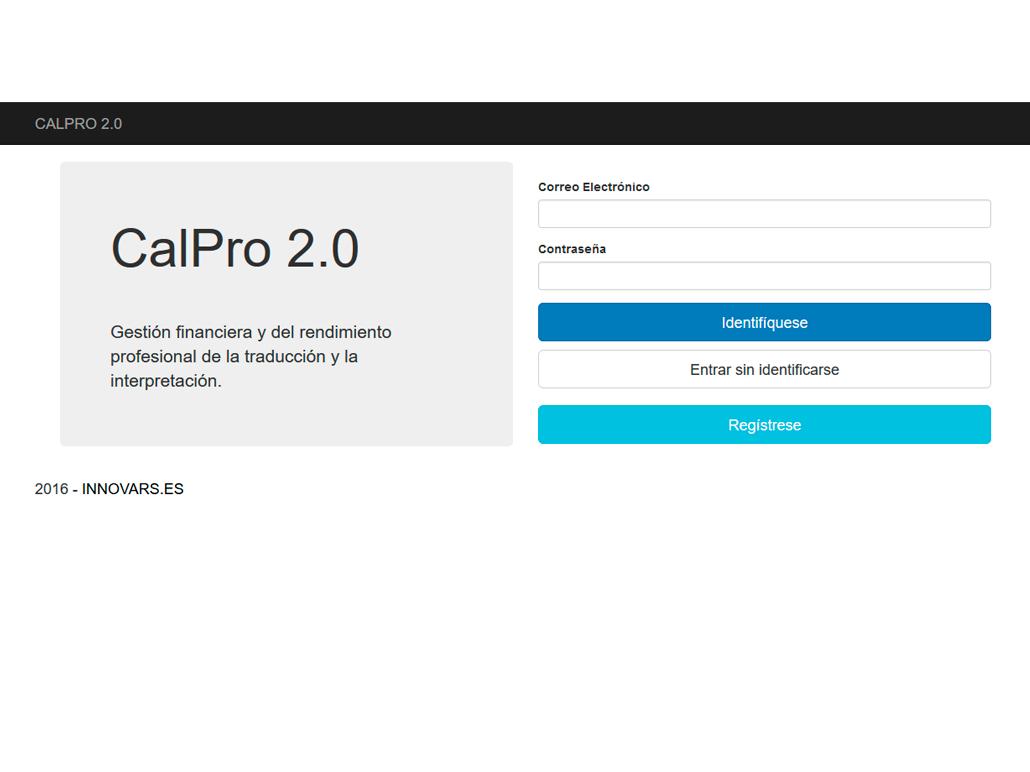 CALPRO 2.0
CalPro 2.0
Gestión financiera y del rendimiento
profesional de la traducción y la
interpretación.
Correo Electrónico
Contraseña
Identifíquese
Entrar sin identificarse
Regístrese
2016 - INNOVARS.ES